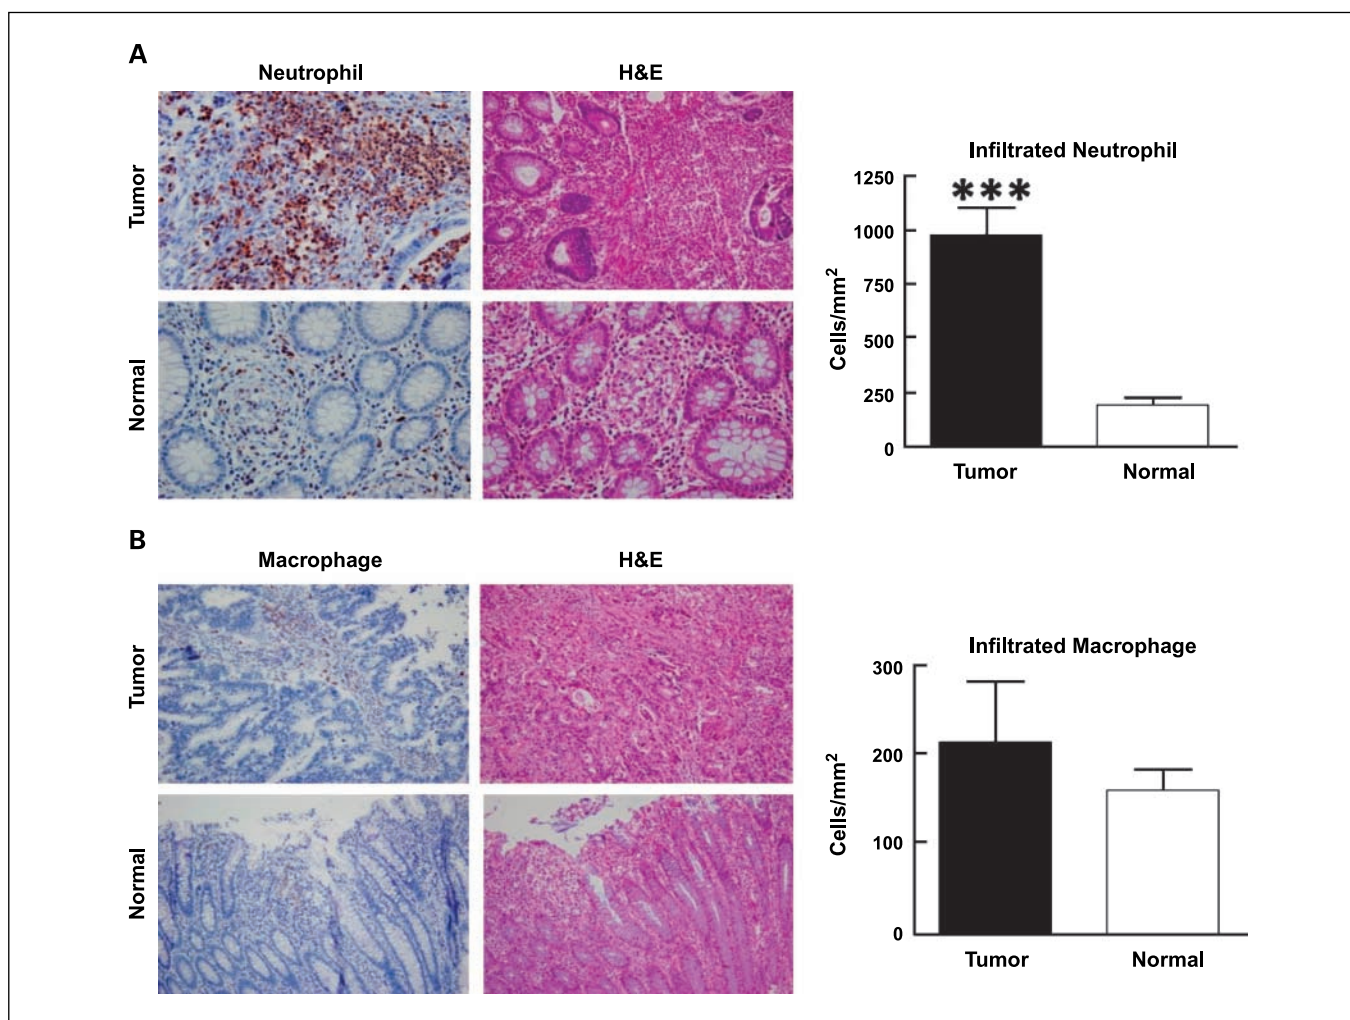 A
Neutrophil
H&E
Tumor
Normal
Infiltrated Neutrophil
1250
1000
750
500
250
0
Cells/mm²
***
Tumor
Normal
B
Macrophage
H&E
Tumor
Normal
Infiltrated Macrophage
300
200
100
0
Cells/mm²
Tumor
Normal